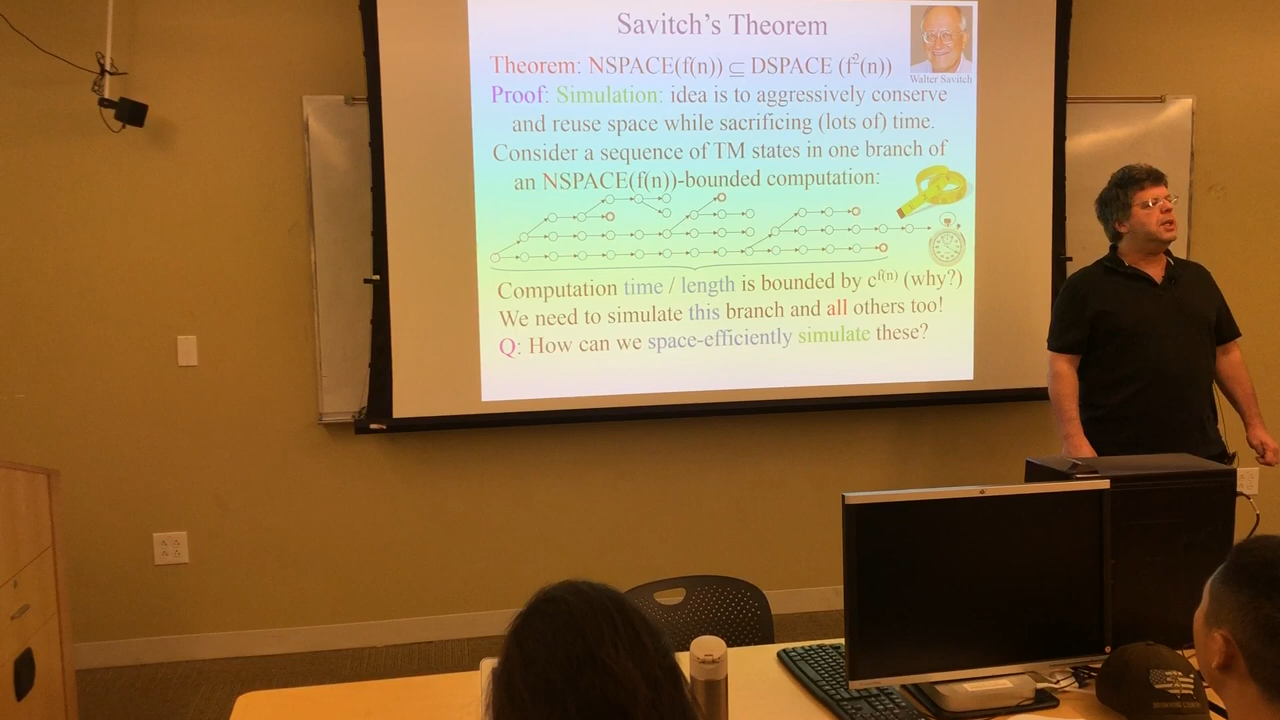 Savitch's Theorem
Theorem: NSPACE(f(n)) ⊆ DSPACE (f²(n))
Walter Savitch
Proof: Simulation: idea is to aggressively conserve
and reuse space while sacrificing (lots of) time.
Consider a sequence of TM states in one branch of
an NSPACE(f(n))-bounded computation:
Computation time / length is bounded by c^f(n) (why?)
We need to simulate this branch and all others too!
Q: How can we space-efficiently simulate these?